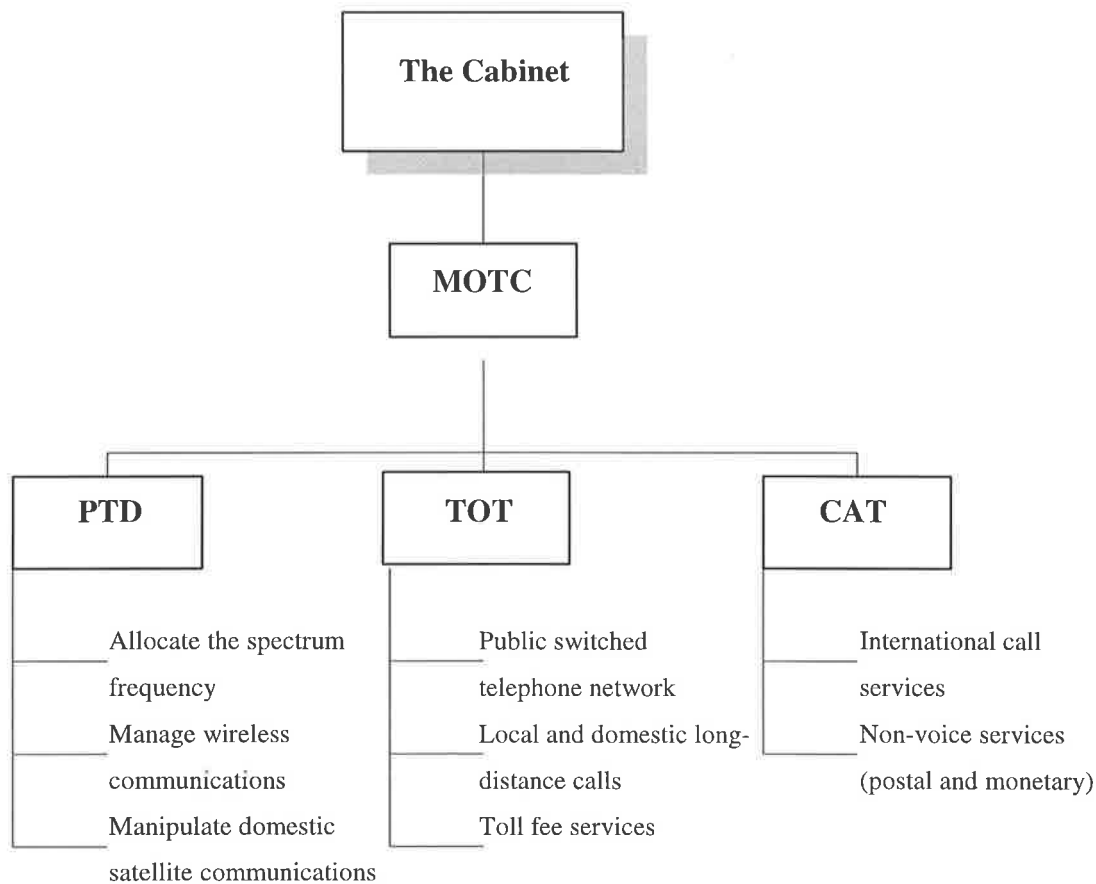 The Cabinet
MOTC
PTD
TOT
CAT
Allocate the spectrum
frequency
Manage wireless
communications
Manipulate domestic
satellite communications
Public switched
telephone network
Local and domestic long-
distance calls
Toll fee services
International call
services
Non-voice services
(postal and monetary)